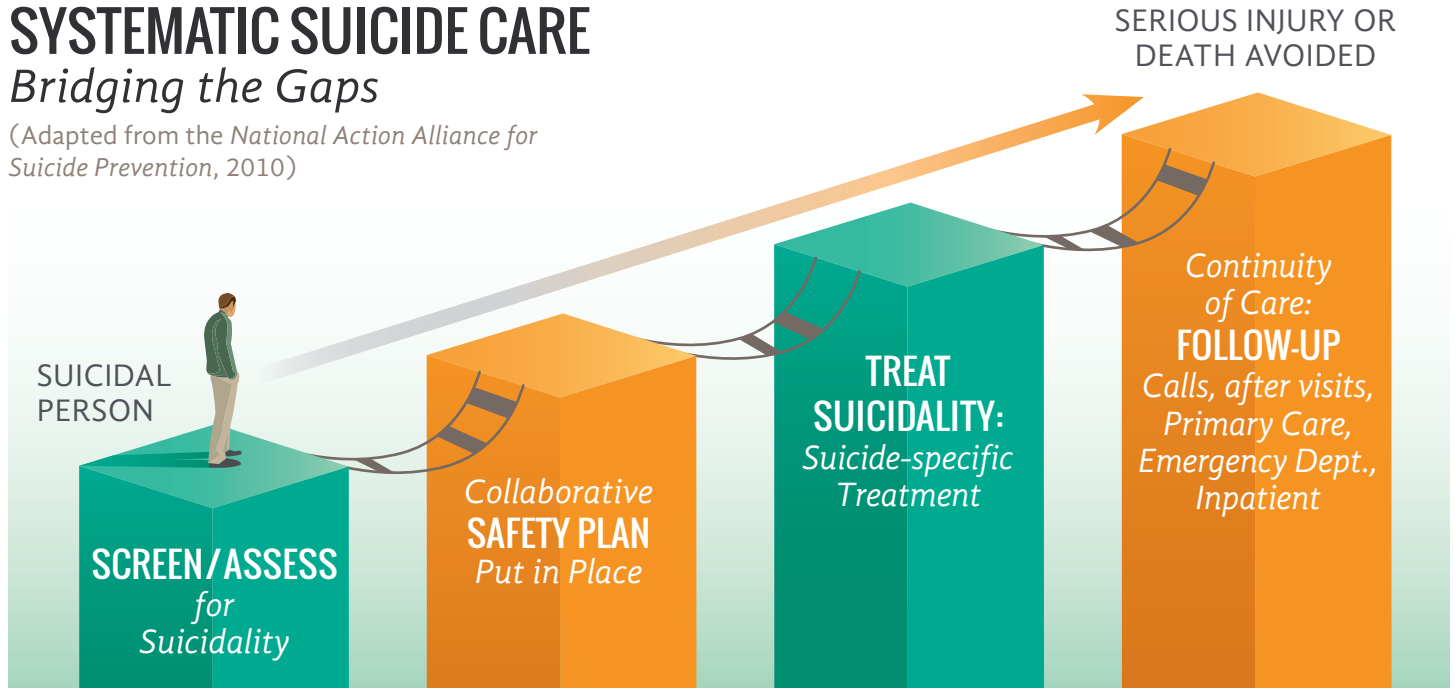 SYSTEMATIC SUICIDE CARE
Bridging the Gaps
(Adapted from the National Action Alliance for
Suicide Prevention, 2010)
SERIOUS INJURY OR
DEATH AVOIDED
SUICIDAL
PERSON
SCREEN/ASSESS
for
Suicidality
Collaborative
SAFETY PLAN
Put in Place
TREAT
SUICIDALITY:
Suicide-specific
Treatment
Continuity
of Care:
FOLLOW-UP
Calls, after visits,
Primary Care,
Emergency Dept.,
Inpatient